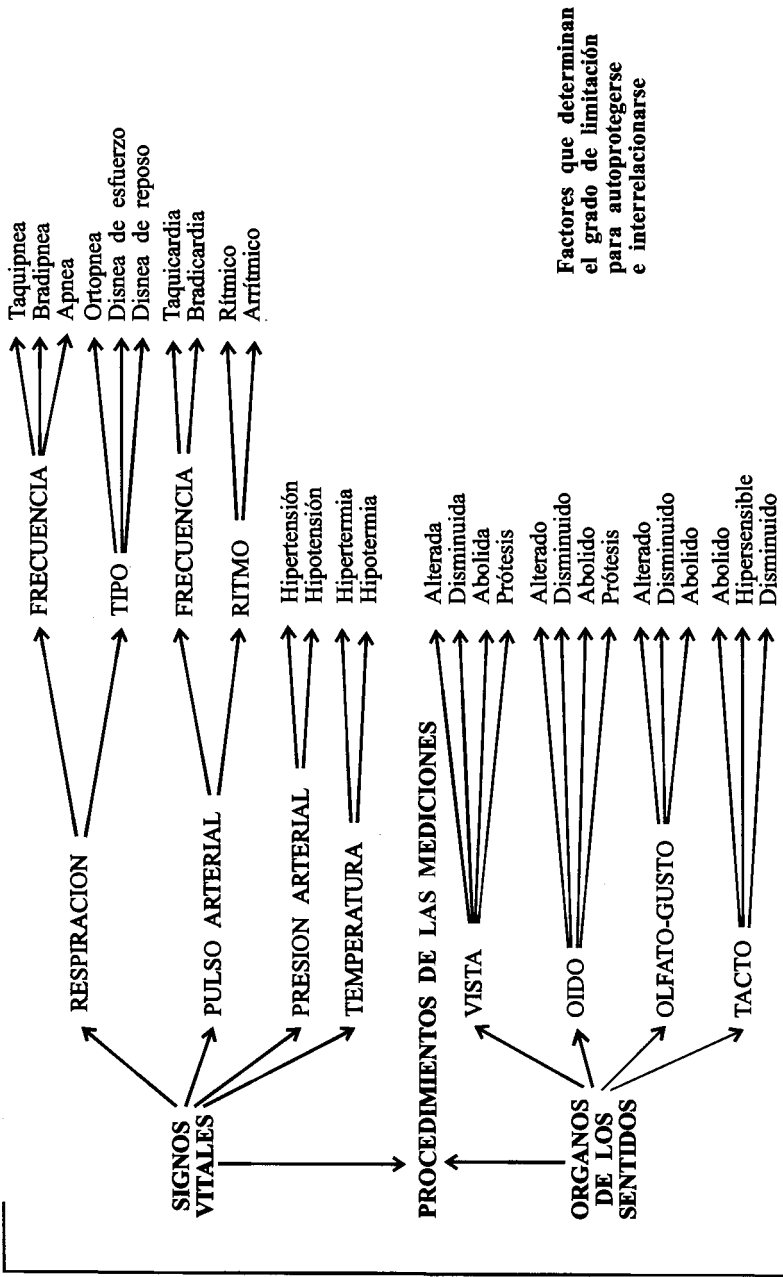 SIGNOS
VITALES
RESPIRACION
FRECUENCIA
Taquipnea
Bradipnea
Apnea
TIPO
Ortopnea
Disnea de esfuerzo
Disnea de reposo
PULSO ARTERIAL
FRECUENCIA
Taquicardia
Bradicardia
RITMO
Rítmico
Arrítmico
PRESION ARTERIAL
Hipertensión
Hipotensión
TEMPERATURA
Hipertermia
Hipotermia
PROCEDIMIENTOS DE LAS MEDICIONES
ORGANOS
DE LOS
SENTIDOS
VISTA
Alterada
Disminuida
Abolida
Prótesis
OIDO
Alterado
Disminuido
Abolido
Prótesis
OLFATO-GUSTO
Alterado
Disminuido
Abolido
TACTO
Abolido
Hipersensible
Disminuido
Factores que determinan
el grado de limitación
para autoprotegerse
e interrelacionarse